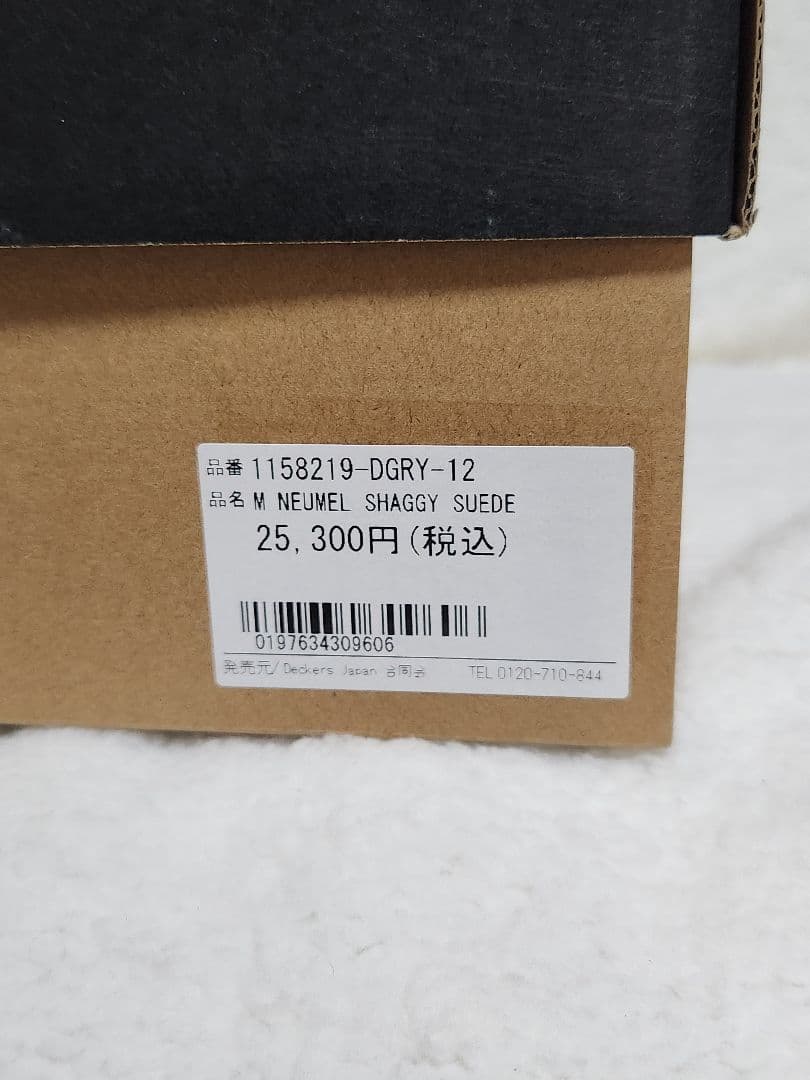 品番 1158219-DGRY-12
品名 M NEUMEL SHAGGY SUEDE
25,300円(税込)
0197634309606
発売元/Deckers Japan 合同会
TEL 0120-710-844